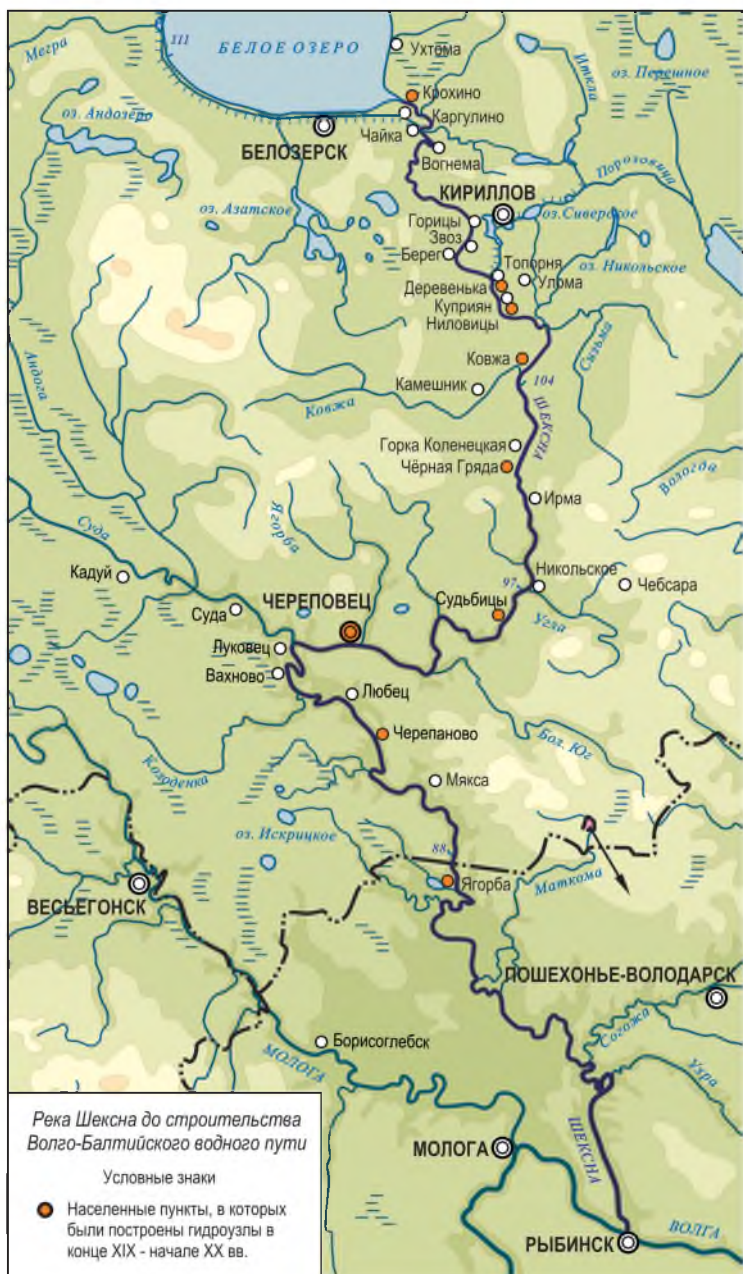 Мегра
111
БЕЛОЕ ОЗЕРО
Ухтома
Иткла
оз. Перешное
Крохино
оз. Андозеро
Каргулино
Чайка
БЕЛОЗЕРСК
Вогнема
Порозовица
КИРИЛЛОВ
оз. Азатское
Горицы
оз. Сиверское
Звоз
Берег
Топорня
оз. Никольское
Деревенька
Улома
Куприян
Ниловицы
Сизьма
Андога
Ковжа
104
Камешник
Ковжа
ШЕКСНА
Горка Коленецкая
Чёрная Гряда
Вологда
Ирма
Суда
Ягорба
Кадуй
97
Никольское
Чебсара
Суда
ЧЕРЕПОВЕЦ
Судьбицы
Угла
Луковец
Вахново
Любец
Черепаново
Бол. Юг
Колоденка
Мякса
оз. Искрицкое
88
Ягорба
Маткома
ВЕСЬЕГОНСК
ПОШЕХОНЬЕ-ВОЛОДАРСК
Согожа
Борисоглебск
МОЛОГА
Ухра
ШЕКСНА
МОЛОГА
РЫБИНСК
ВОЛГА
Река Шексна до строительства
Волго-Балтийского водного пути
Условные знаки
Населенные пункты, в которых
были построены гидроузлы в
конце XIX - начале XX вв.